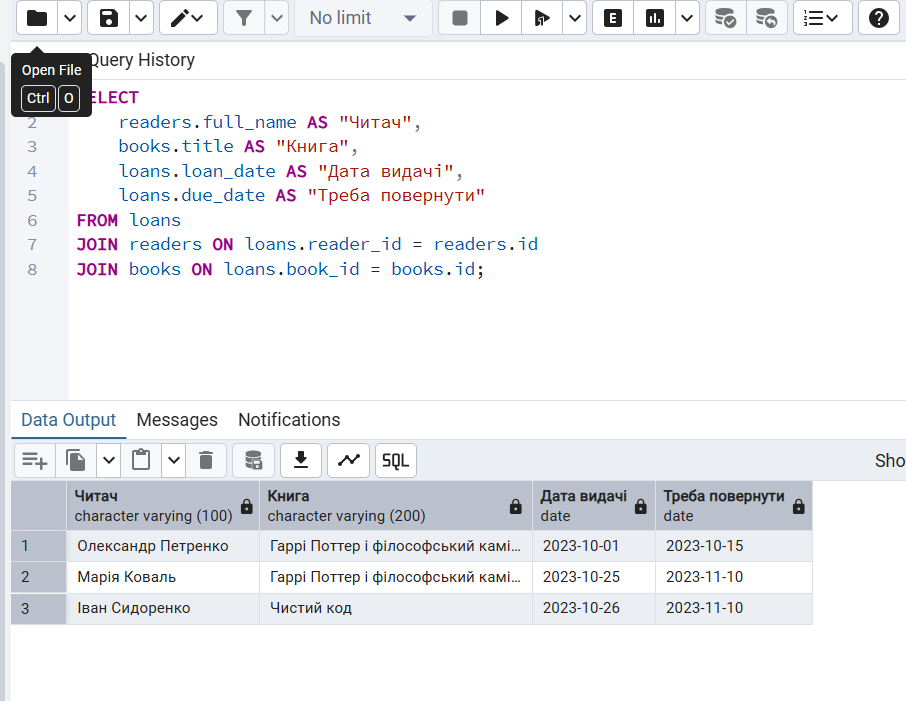 No limit
E
Open File
Ctrl O
Query History
ELECT
2 readers.full_name AS "Читач",
3 books.title AS "Книга",
4 loans.loan_date AS "Дата видачі",
5 loans.due_date AS "Треба повернути"
6 FROM loans
7 JOIN readers ON loans.reader_id = readers.id
8 JOIN books ON loans.book_id = books.id;
Data Output Messages Notifications
SQL Sho
Читач Книга Дата видачі Треба повернути
character varying (100) character varying (200) date date
1 Олександр Петренко Гаррі Поттер і філософський камі... 2023-10-01 2023-10-15
2 Марія Коваль Гаррі Поттер і філософський камі... 2023-10-25 2023-11-10
3 Іван Сидоренко Чистий код 2023-10-26 2023-11-10